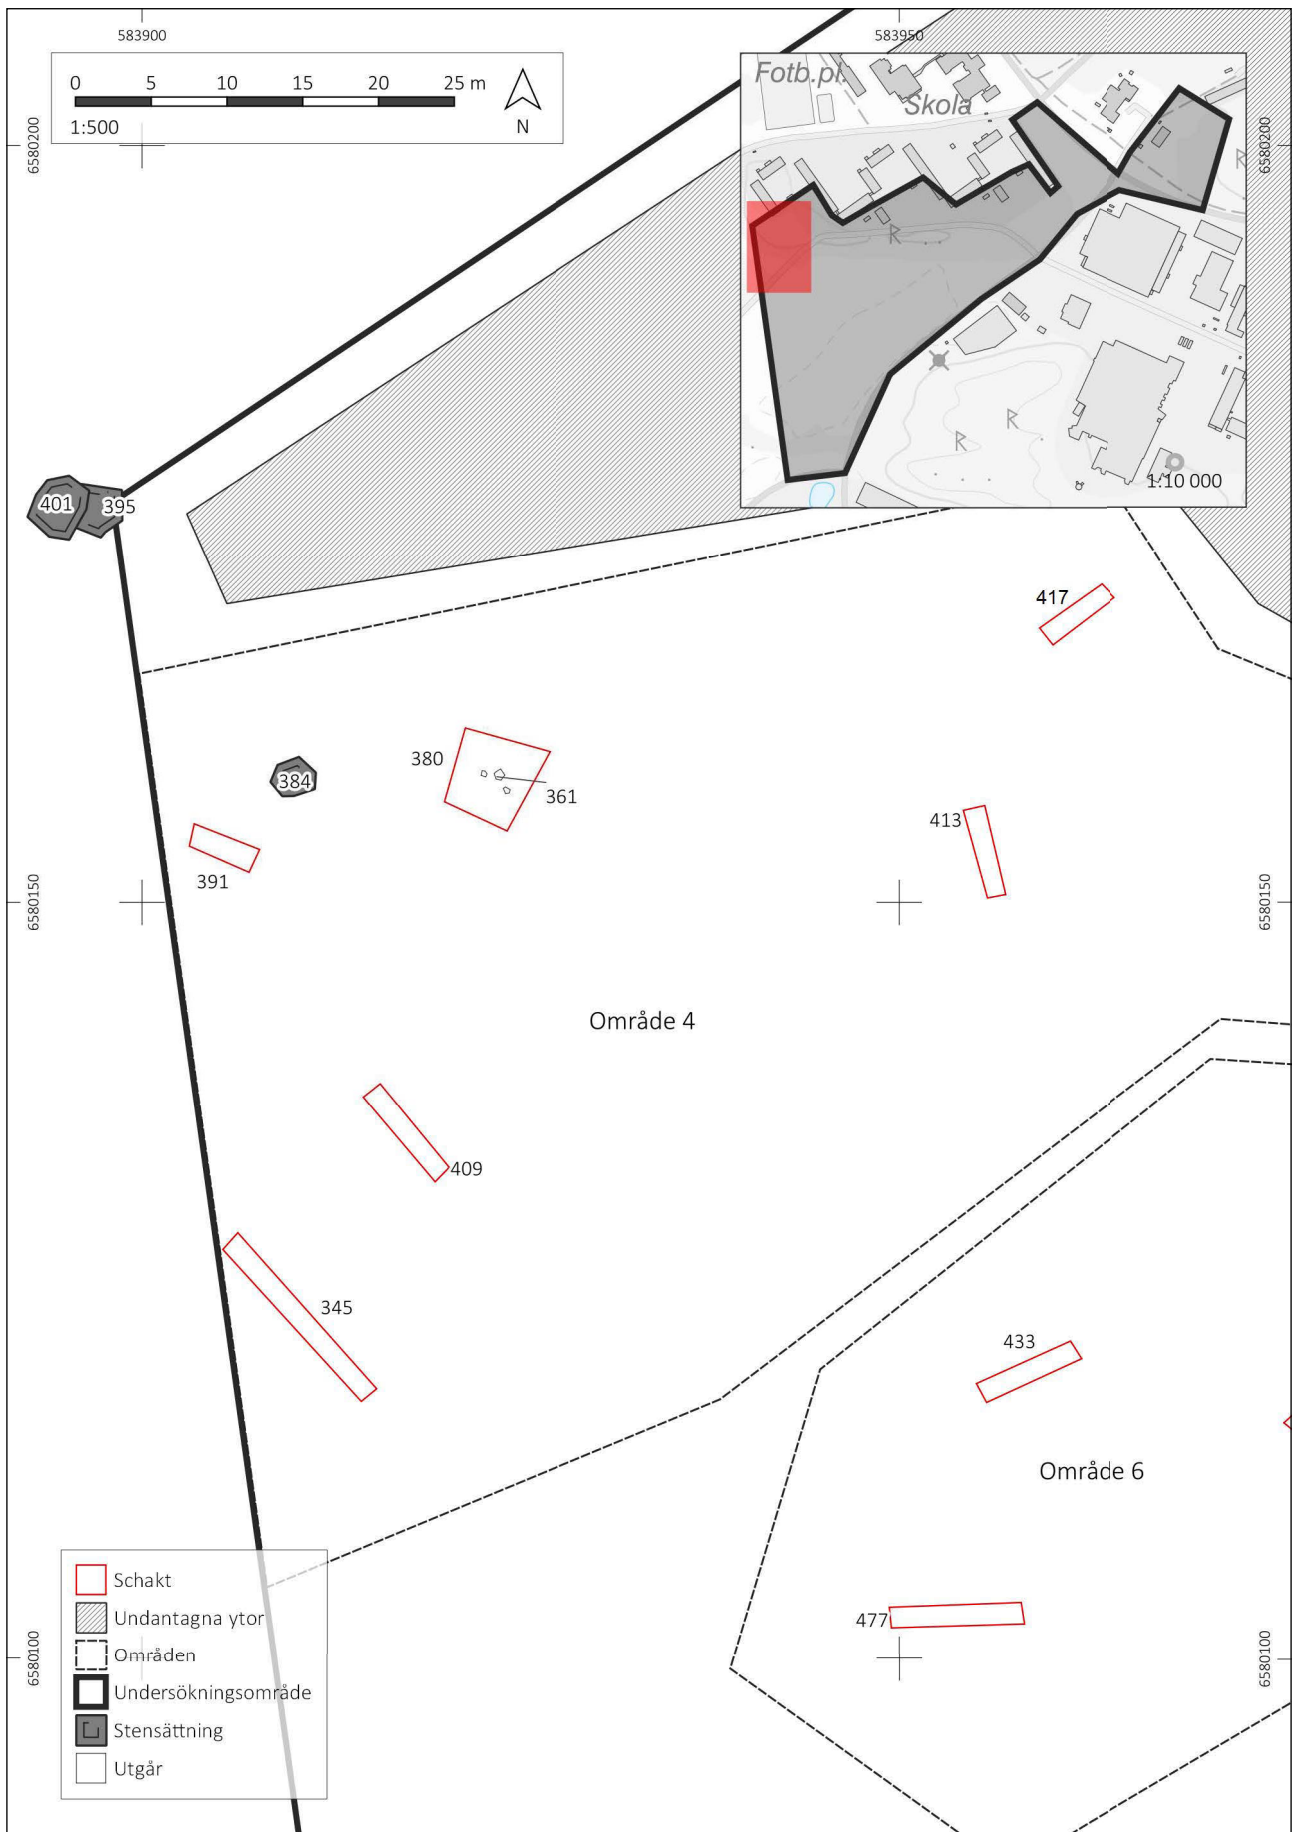 583900
583950
0 5 10 15 20 25 m
1:500
N
6580200
6580200
Fotb.pl.
Skola
R
R
R
R
1:10 000
401
395
417
380
384
361
413
391
6580150
6580150
Område 4
409
345
433
Område 6
477
6580100
6580100
Schakt
Undantagna ytor
Områden
Undersökningsområde
Stensättning
Utgår